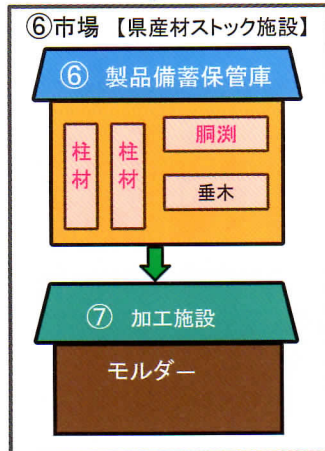 ⑥市場【県産材ストック施設】
⑥ 製品備蓄保管庫
柱材
柱材
胴渕
垂木
⑦ 加工施設
モルダー